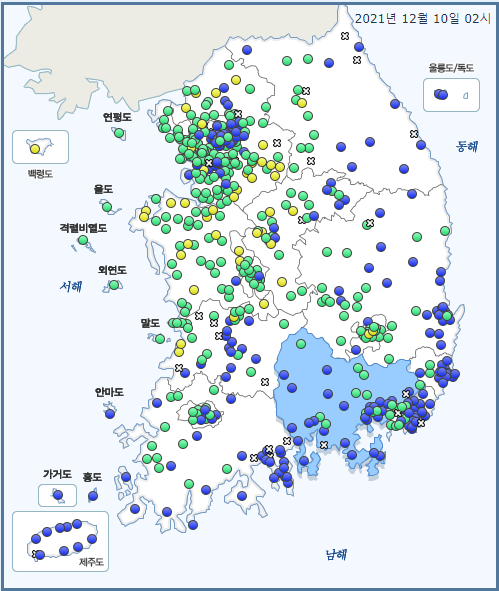 2021년 12월 10일 02시
울릉도/독도
연평도
동해
백령도
울도
격렬비열도
외연도
서해
말도
안마도
가거도
홍도
제주도
남해